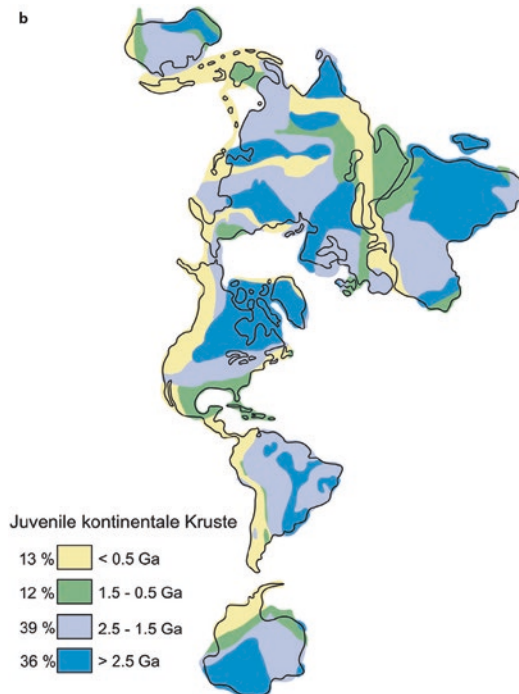 b
Juvenile kontinentale Kruste
13 % < 0.5 Ga
12 % 1.5 - 0.5 Ga
39 % 2.5 - 1.5 Ga
36 % > 2.5 Ga